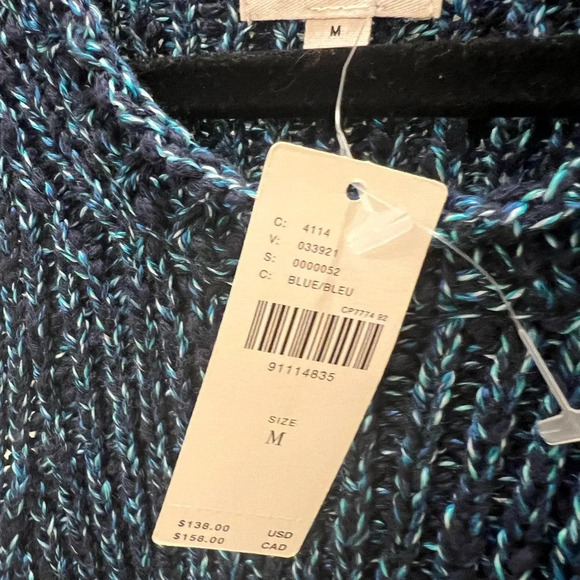 M
C: 4114
V: 033921
S: 0000052
C: BLUE/BLEU
CP7774 92
91114835
SIZE
M
$138.00 USD
$158.00 CAD